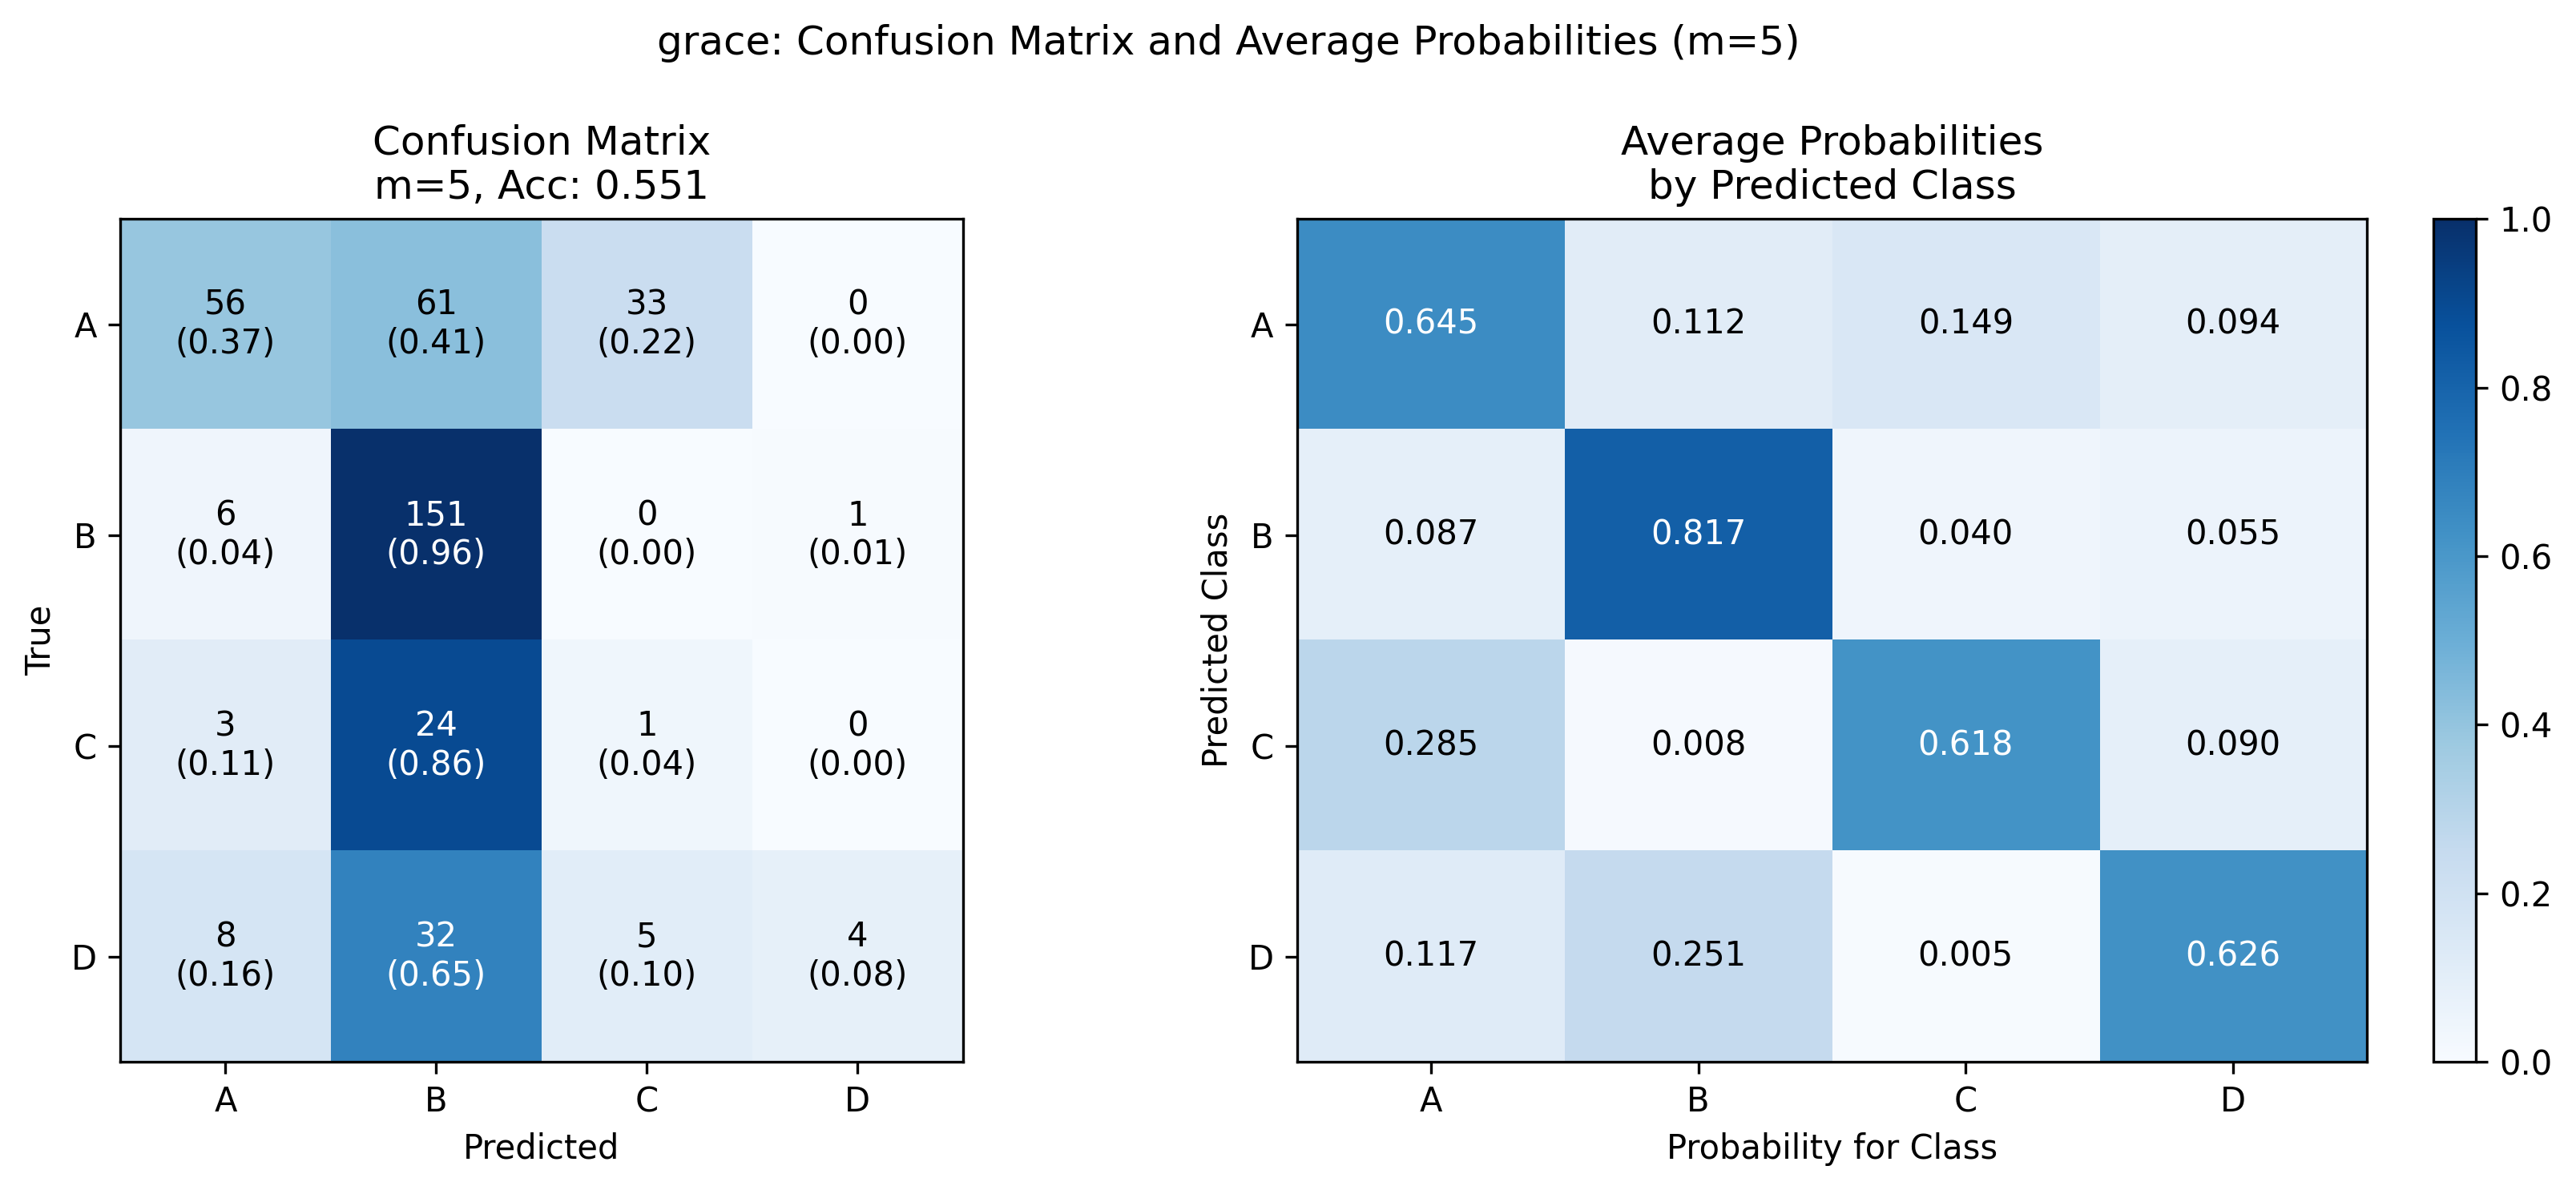 grace: Confusion Matrix and Average Probabilities (m=5)
Confusion Matrix
m=5, Acc: 0.551
True
A
B
C
D
56
(0.37)
61
(0.41)
33
(0.22)
0
(0.00)
6
(0.04)
151
(0.96)
0
(0.00)
1
(0.01)
3
(0.11)
24
(0.86)
1
(0.04)
0
(0.00)
8
(0.16)
32
(0.65)
5
(0.10)
4
(0.08)
A B C D
Predicted
Average Probabilities
by Predicted Class
Predicted Class
A 0.645 0.112 0.149 0.094
B 0.087 0.817 0.040 0.055
C 0.285 0.008 0.618 0.090
D 0.117 0.251 0.005 0.626
A B C D
Probability for Class
1.0
0.8
0.6
0.4
0.2
0.0